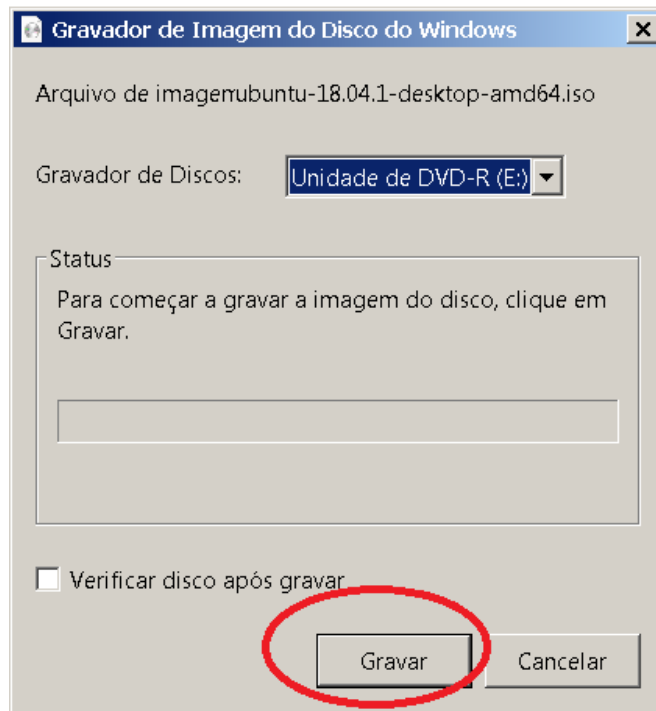 Gravador de Imagem do Disco do Windows
Arquivo de imagem:ubuntu-18.04.1-desktop-amd64.iso
Gravador de Discos: Unidade de DVD-R (E:)
Status
Para começar a gravar a imagem do disco, clique em
Gravar.
Verificar disco após gravar
Gravar Cancelar